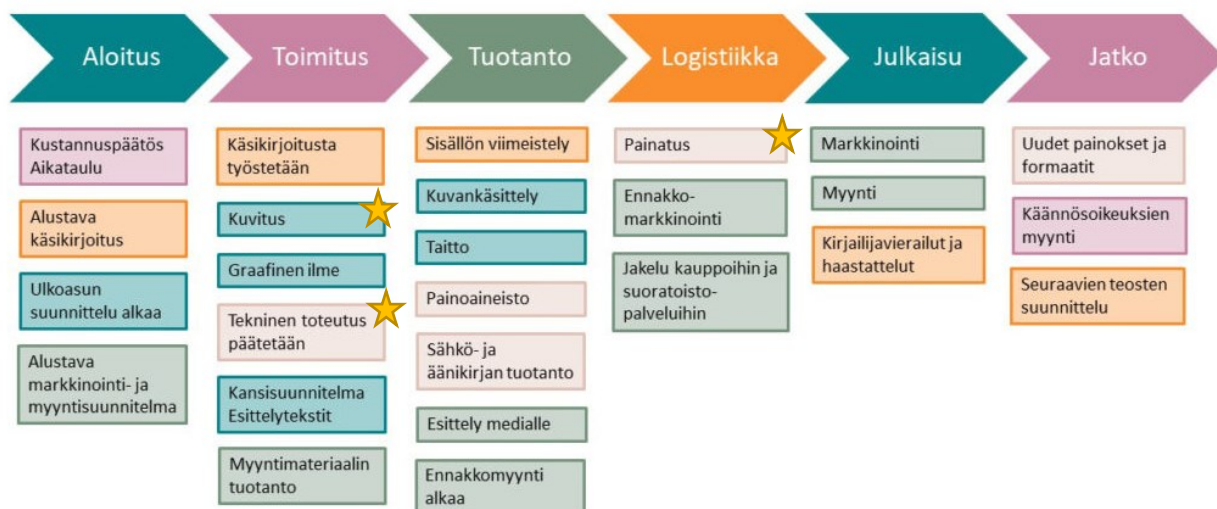 Aloitus
Toimitus
Tuotanto
Logistiikka
Julkaisu
Jatko
Kustannuspäätös
Aikataulu
Alustava
käsikirjoitus
Ulkoasun
suunnittelu alkaa
Alustava
markkinointi- ja
myyntisuunnitelma
Käsikirjoitusta
työstetään
Kuvitus
Graafinen ilme
Tekninen toteutus
päätetään
Kansisuunnitelma
Esittelytekstit
Myyntimateriaalin
tuotanto
Sisällön viimeistely
Kuvankäsittely
Taitto
Painoaineisto
Sähkö- ja
äänikirjan tuotanto
Esittely medialle
Ennakkomyynti
alkaa
Painatus
Ennakko-
markkinointi
Jakelu kauppoihin ja
suoratoisto-
palveluihin
Markkinointi
Myynti
Kirjailijavierailut ja
haastattelut
Uudet painokset ja
formaatit
Käännösoikeuksien
myynti
Seuraavien teosten
suunnittelu